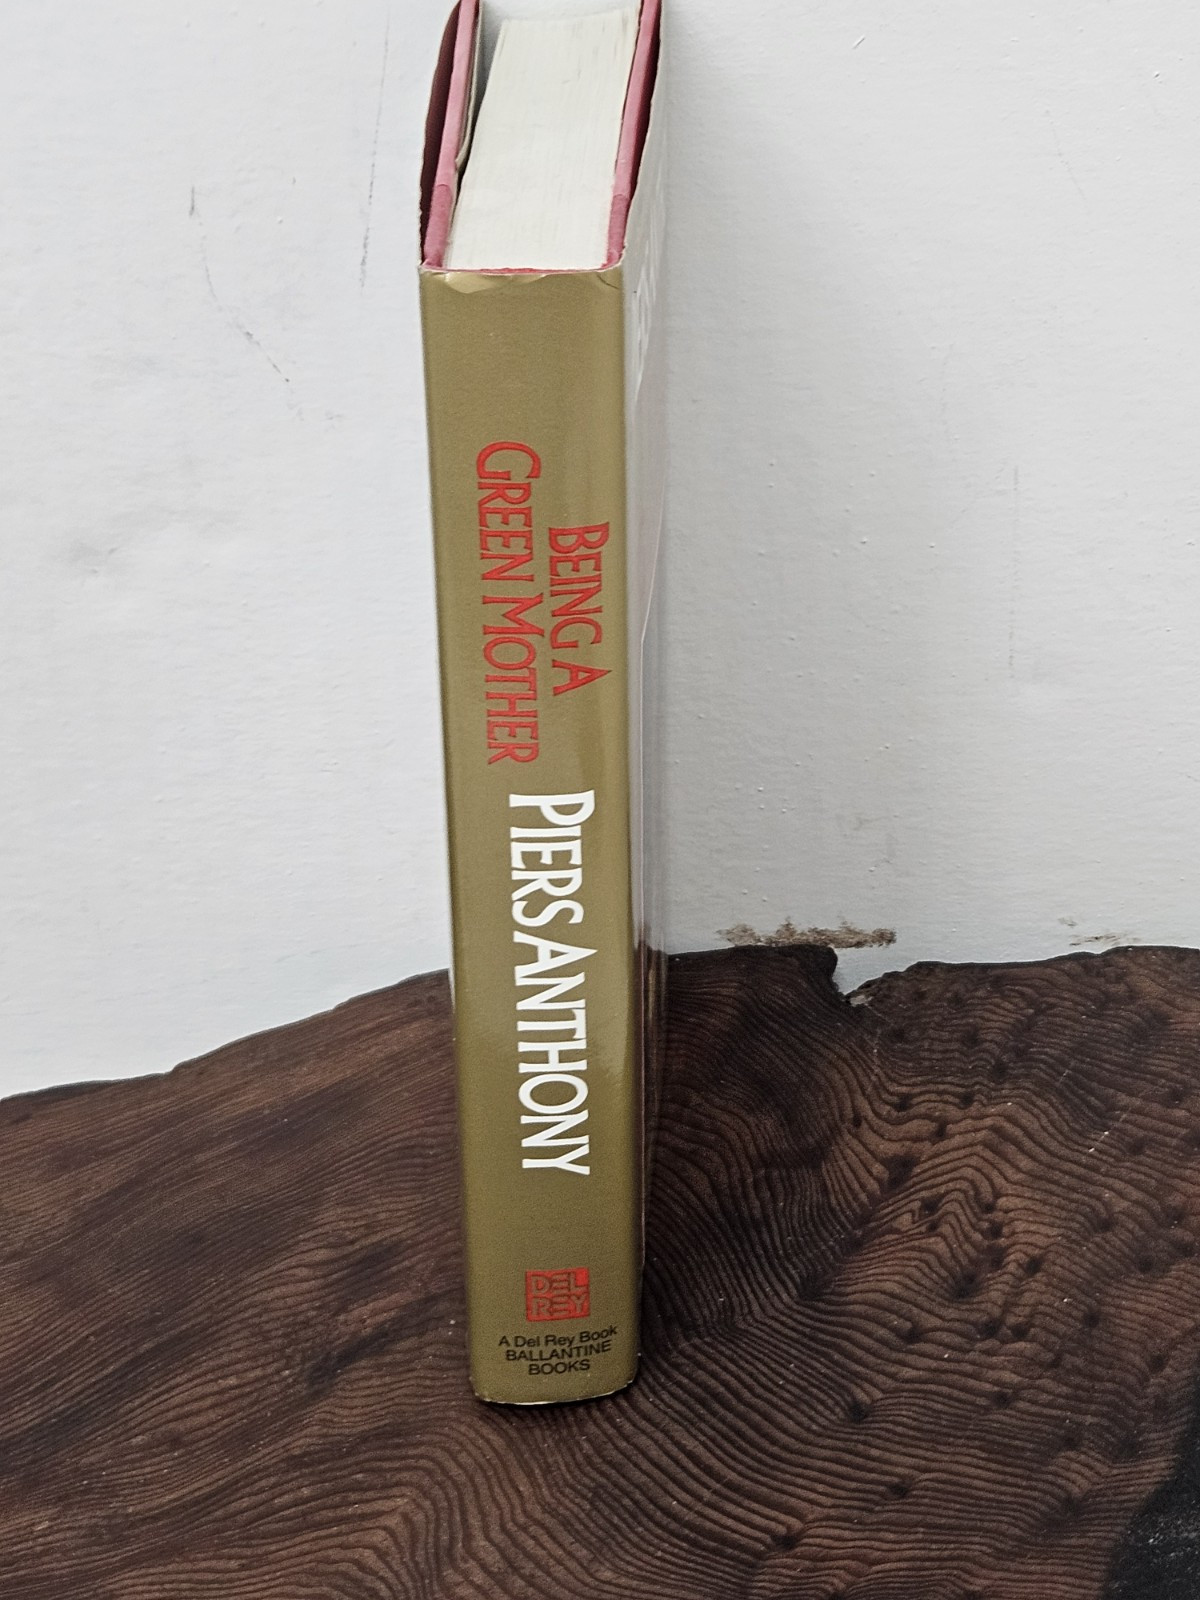 BEING A
GREEN MOTHER
PIERS ANTHONY
DEL
REY
A Del Rey Book
BALLANTINE
BOOKS